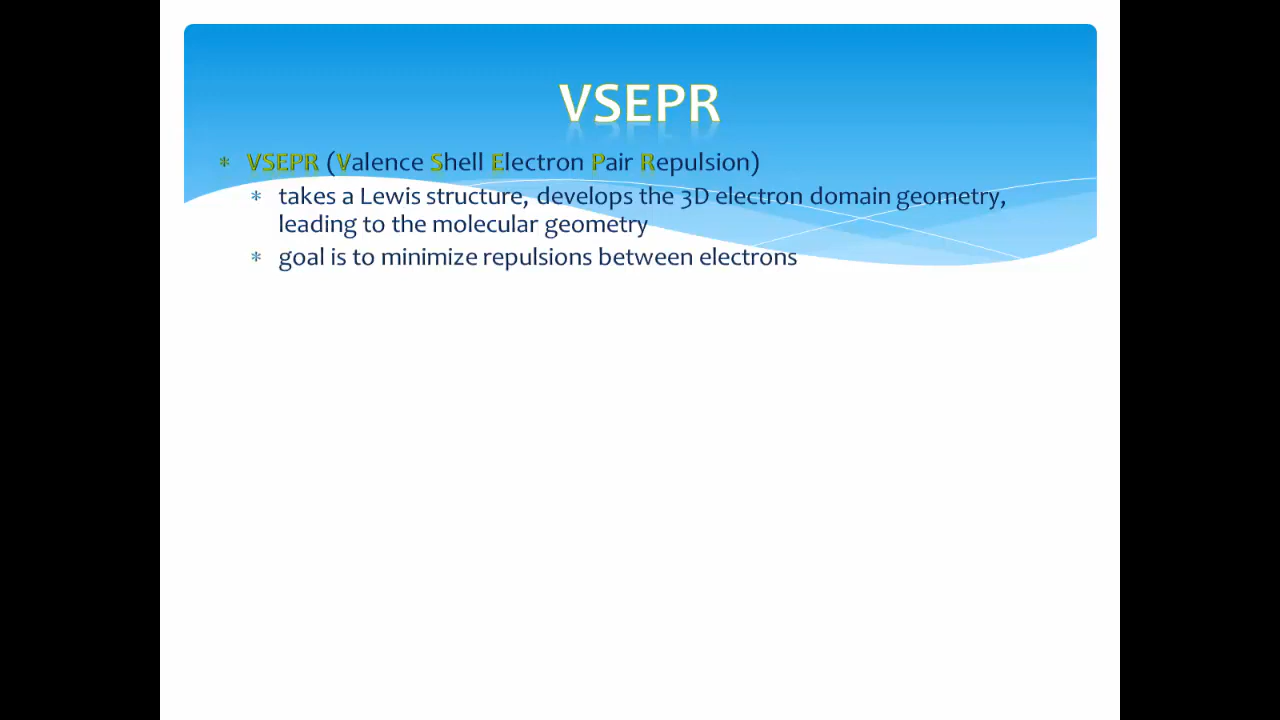 VSEPR
* VSEPR (Valence Shell Electron Pair Repulsion)
* takes a Lewis structure, develops the 3D electron domain geometry,
leading to the molecular geometry
* goal is to minimize repulsions between electrons